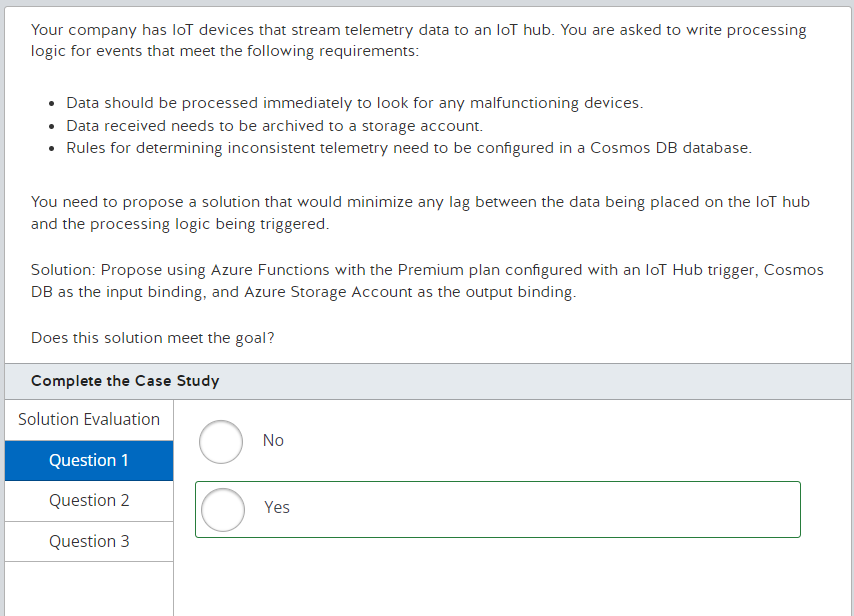 Your company has IoT devices that stream telemetry data to an IoT hub. You are asked to write processing
logic for events that meet the following requirements:
• Data should be processed immediately to look for any malfunctioning devices.
• Data received needs to be archived to a storage account.
• Rules for determining inconsistent telemetry need to be configured in a Cosmos DB database.
You need to propose a solution that would minimize any lag between the data being placed on the IoT hub
and the processing logic being triggered.
Solution: Propose using Azure Functions with the Premium plan configured with an IoT Hub trigger, Cosmos
DB as the input binding, and Azure Storage Account as the output binding.
Does this solution meet the goal?
Complete the Case Study
Solution Evaluation
Question 1
Question 2
Question 3
No
Yes